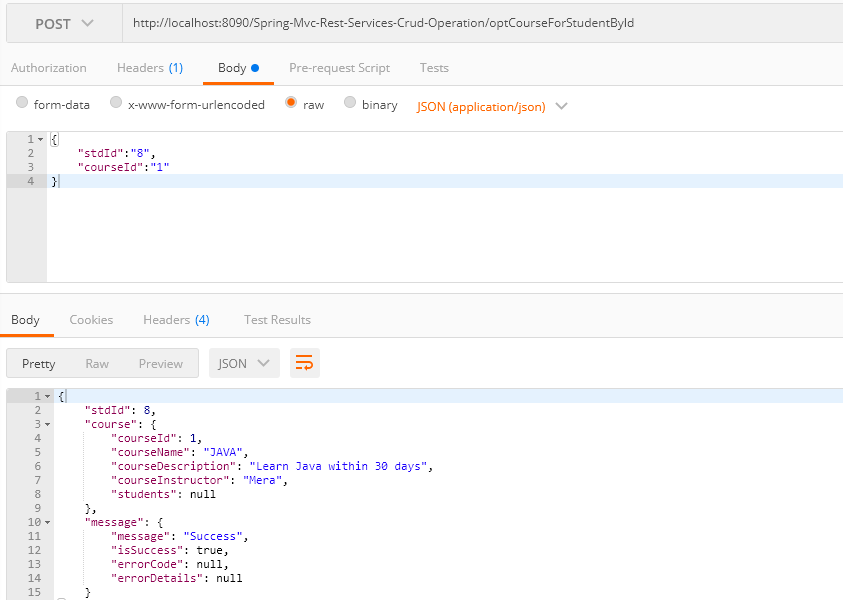 POST http://localhost:8090/Spring-Mvc-Rest-Services-Crud-Operation/optCourseForStudentById
Authorization Headers (1) Body Pre-request Script Tests
form-data x-www-form-urlencoded raw binary JSON (application/json)
1 {
2 "stdId":"8",
3 "courseId":"1"
4 }
Body Cookies Headers (4) Test Results
Pretty Raw Preview JSON
1 {
2 "stdId": 8,
3 "course": {
4 "courseId": 1,
5 "courseName": "JAVA",
6 "courseDescription": "Learn Java within 30 days",
7 "courseInstructor": "Mera",
8 "students": null
9 },
10 "message": {
11 "message": "Success",
12 "isSuccess": true,
13 "errorCode": null,
14 "errorDetails": null
15 }